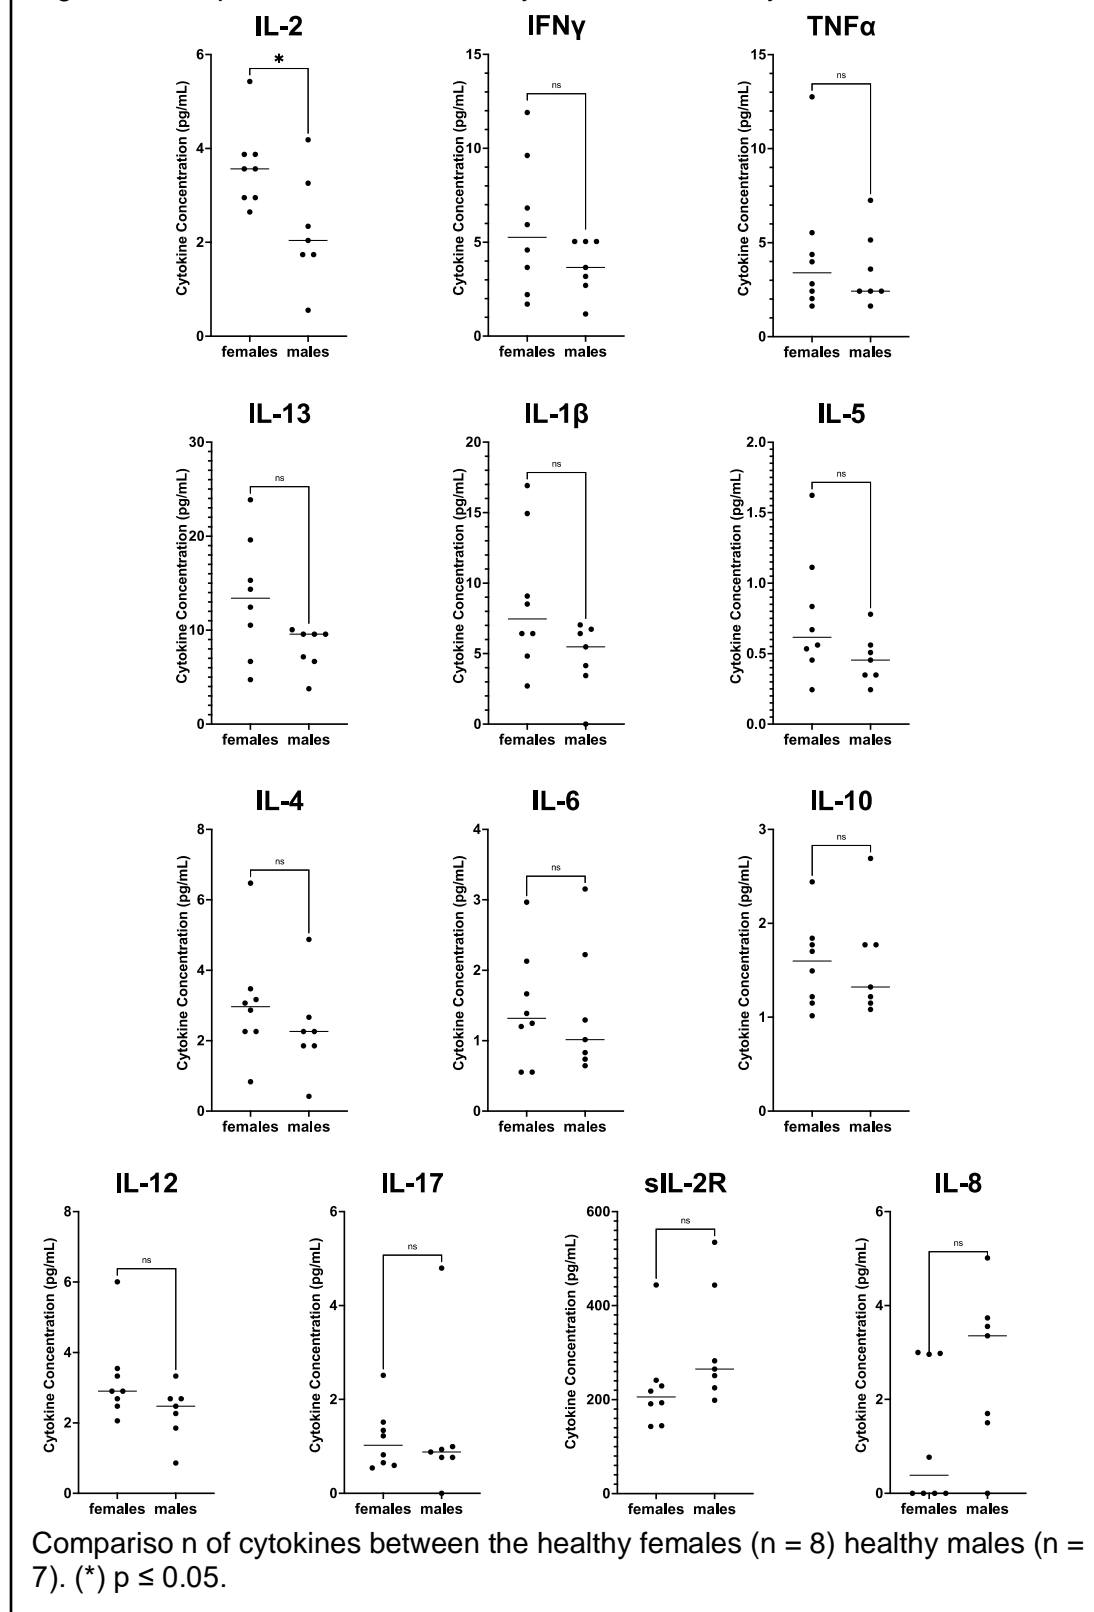 IL-2
IFNγ
TNFα
Cytokine Concentration (pg/mL)
6
4
2
0
*
females males
Cytokine Concentration (pg/mL)
15
10
5
0
ns
females males
Cytokine Concentration (pg/mL)
15
10
5
0
ns
females males
IL-13
IL-1β
IL-5
Cytokine Concentration (pg/mL)
30
20
10
0
ns
females males
Cytokine Concentration (pg/mL)
20
15
10
5
0
ns
females males
Cytokine Concentration (pg/mL)
2.0
1.5
1.0
0.5
0.0
ns
females males
IL-4
IL-6
IL-10
Cytokine Concentration (pg/mL)
8
6
4
2
0
ns
females males
Cytokine Concentration (pg/mL)
4
3
2
1
0
ns
females males
Cytokine Concentration (pg/mL)
3
2
1
0
ns
females males
IL-12
IL-17
sIL-2R
IL-8
Cytokine Concentration (pg/mL)
8
6
4
2
0
ns
females males
Cytokine Concentration (pg/mL)
6
4
2
0
ns
females males
Cytokine Concentration (pg/mL)
600
400
200
0
ns
females males
Cytokine Concentration (pg/mL)
6
4
2
0
ns
females males
Compariso n of cytokines between the healthy females (n = 8) healthy males (n =
7). (*) p ≤ 0.05.